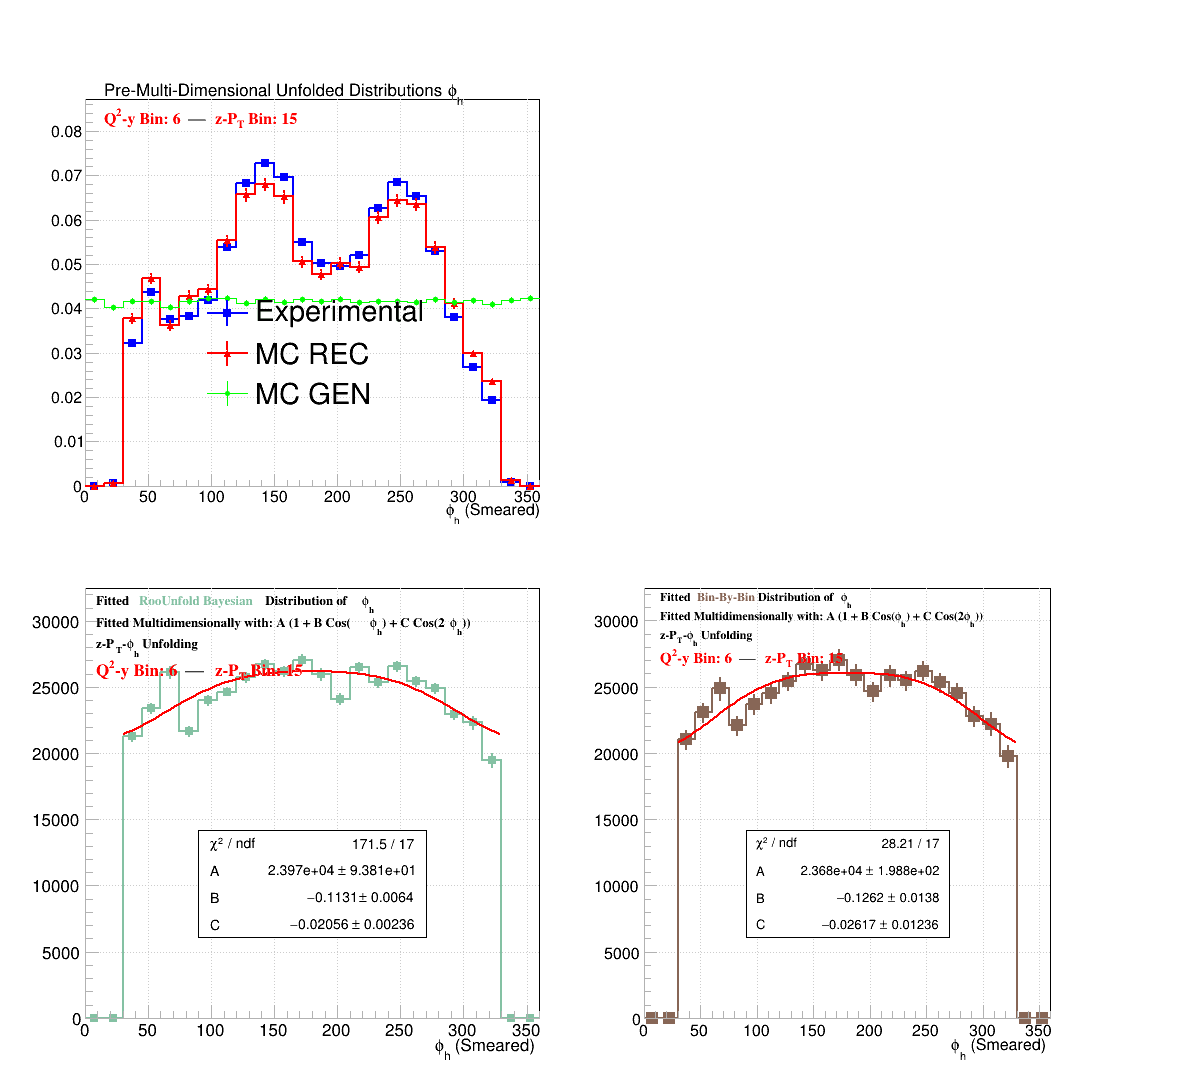 Pre-Multi-Dimensional Unfolded Distributions ϕh
Q²-y Bin: 6 — z-PT Bin: 15
0.08
0.07
0.06
0.05
0.04
0.03
0.02
0.01
0
Experimental
MC REC
MC GEN
0 50 100 150 200 250 300 350
ϕh (Smeared)
Fitted RooUnfold Bayesian Distribution of ϕh
Fitted Multidimensionally with: A (1 + B Cos( ϕh) + C Cos(2 ϕh))
z-PT-ϕh Unfolding
Q²-y Bin: 6 — z-PT Bin: 15
30000
25000
20000
15000
10000
5000
0
χ² / ndf 171.5 / 17
A 2.397e+04 ± 9.381e+01
B −0.1131 ± 0.0064
C −0.02056 ± 0.00236
0 50 100 150 200 250 300 350
ϕh (Smeared)
Fitted Bin-By-Bin Distribution of ϕh
Fitted Multidimensionally with: A (1 + B Cos(ϕh) + C Cos(2ϕh))
z-PT-ϕh Unfolding
Q²-y Bin: 6 — z-PT Bin: 15
30000
25000
20000
15000
10000
5000
0
χ² / ndf 28.21 / 17
A 2.368e+04 ± 1.988e+02
B −0.1262 ± 0.0138
C −0.02617 ± 0.01236
0 50 100 150 200 250 300 350
ϕh (Smeared)